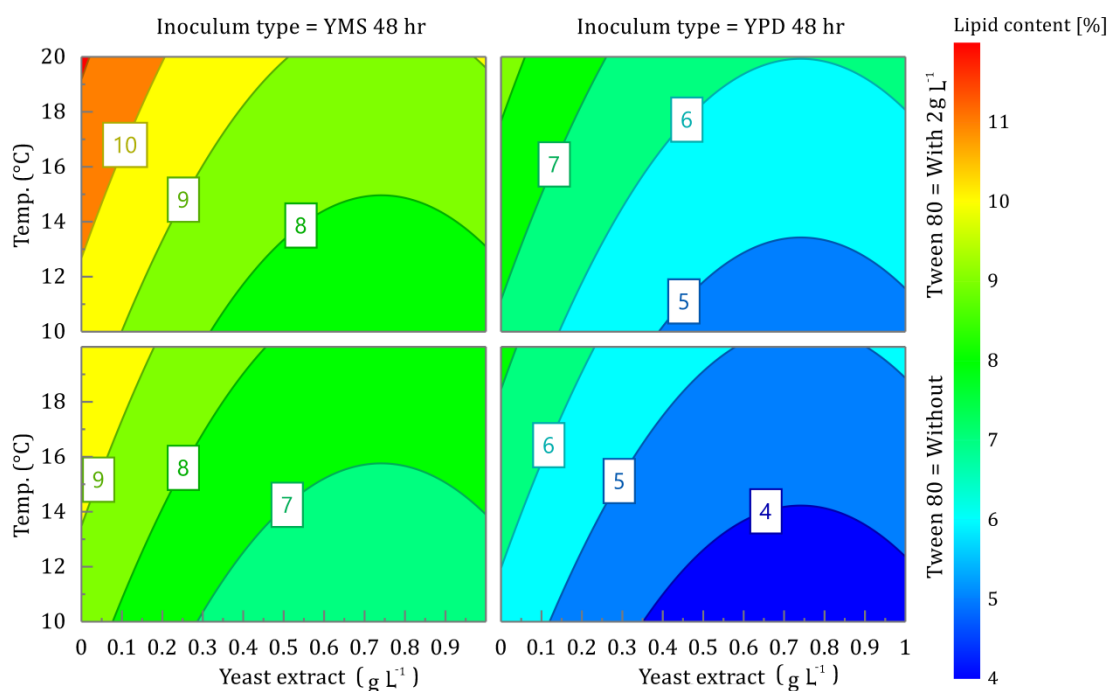 Inoculum type = YMS 48 hr
Inoculum type = YPD 48 hr
Lipid content [%]
Temp. (°C)
20
18
16
14
12
10
10
9
8
7
6
5
Tween 80 = With 2g L⁻¹
11
10
9
8
7
6
5
4
Temp. (°C)
18
16
14
12
10
9
8
7
6
5
4
Tween 80 = Without
0 0.1 0.2 0.3 0.4 0.5 0.6 0.7 0.8 0.9
0 0.1 0.2 0.3 0.4 0.5 0.6 0.7 0.8 0.9 1
Yeast extract ( g L⁻¹)
Yeast extract ( g L⁻¹)